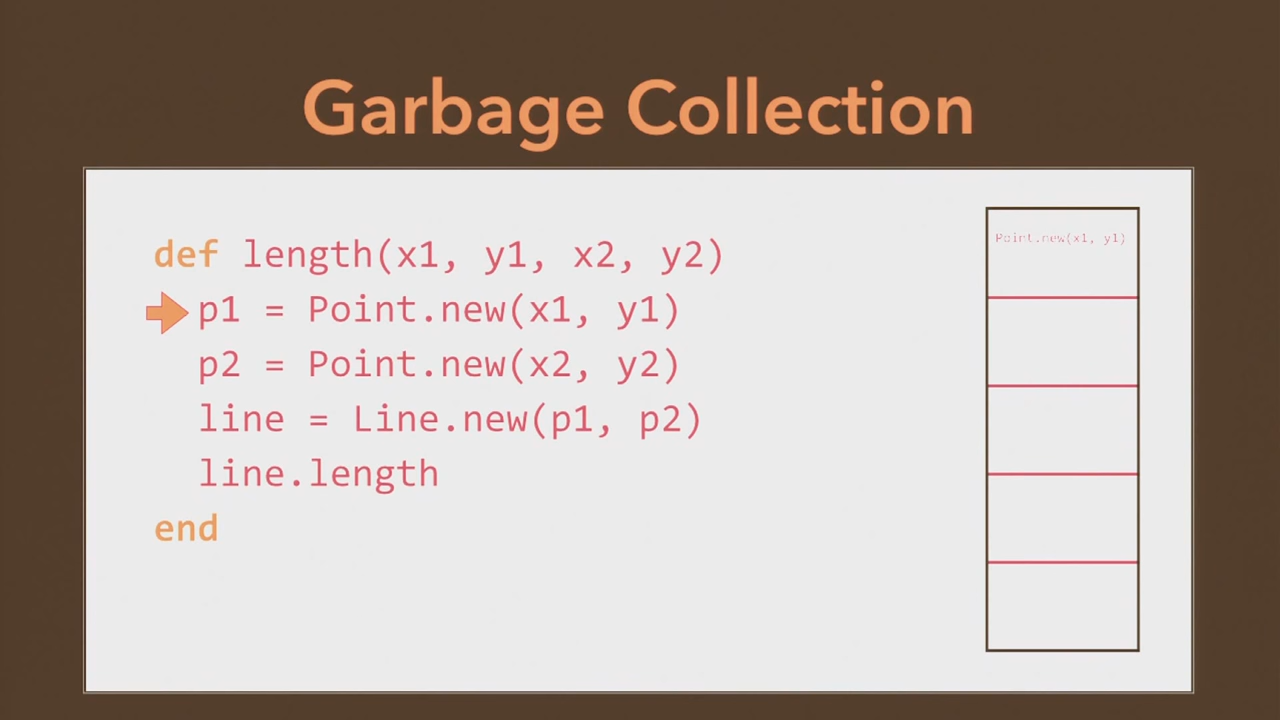 Garbage Collection
def length(x1, y1, x2, y2)
p1 = Point.new(x1, y1)
p2 = Point.new(x2, y2)
line = Line.new(p1, p2)
line.length
end
Point.new(x1, y1)